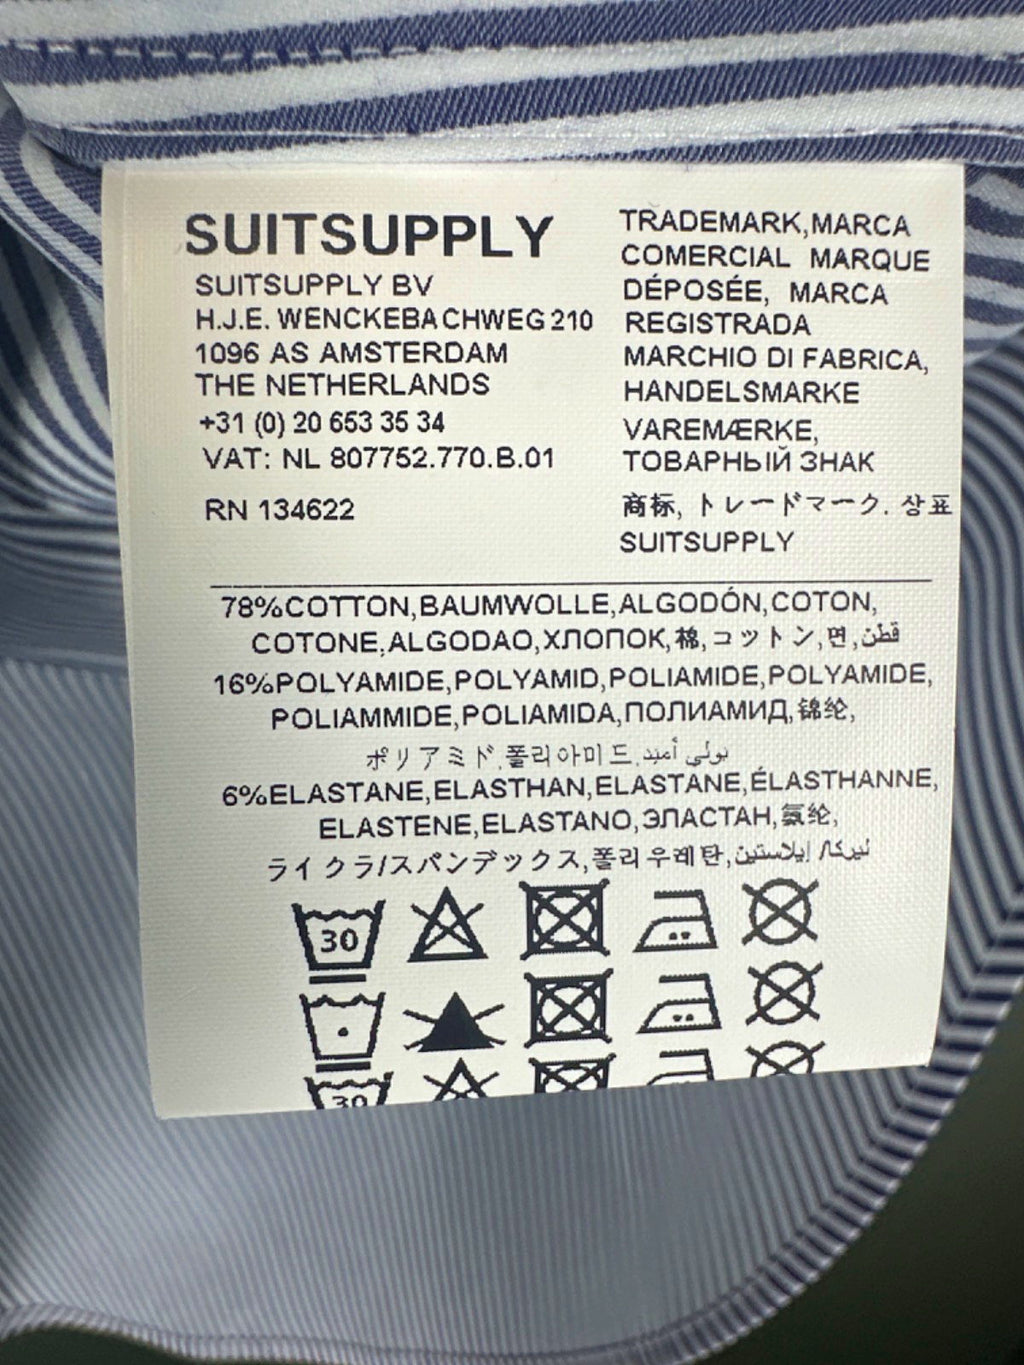 SUITSUPPLY
SUITSUPPLY BV
H.J.E. WENCKEBACHWEG 210
1096 AS AMSTERDAM
THE NETHERLANDS
+31 (0) 20 653 35 34
VAT: NL 807752.770.B.01
RN 134622
TRADEMARK,MARCA
COMERCIAL MARQUE
DÉPOSÉE, MARCA
REGISTRADA
MARCHIO DI FABRICA,
HANDELSMARKE
VAREMÆRKE,
ТОВАРНЫЙ ЗНАК
商标, トレードマーク. 상표
SUITSUPPLY
78%COTTON,BAUMWOLLE,ALGODÓN,COTON,
COTONE,ALGODAO,ХЛОПОК,棉,コットン,면,قطن
16%POLYAMIDE,POLYAMID,POLIAMIDE,POLYAMIDE,
POLIAMMIDE,POLIAMIDA,ПОЛИАМИД,锦纶,
ポリアミド,폴리아미드,بولي أميد
6%ELASTANE,ELASTHAN,ELASTANE,ÉLASTHANNE,
ELASTENE,ELASTANO,ЭЛАСТАН,氨纶,
ライクラ/スパンデックス,폴리우레탄,ليركا/ إيلاستين
30
30